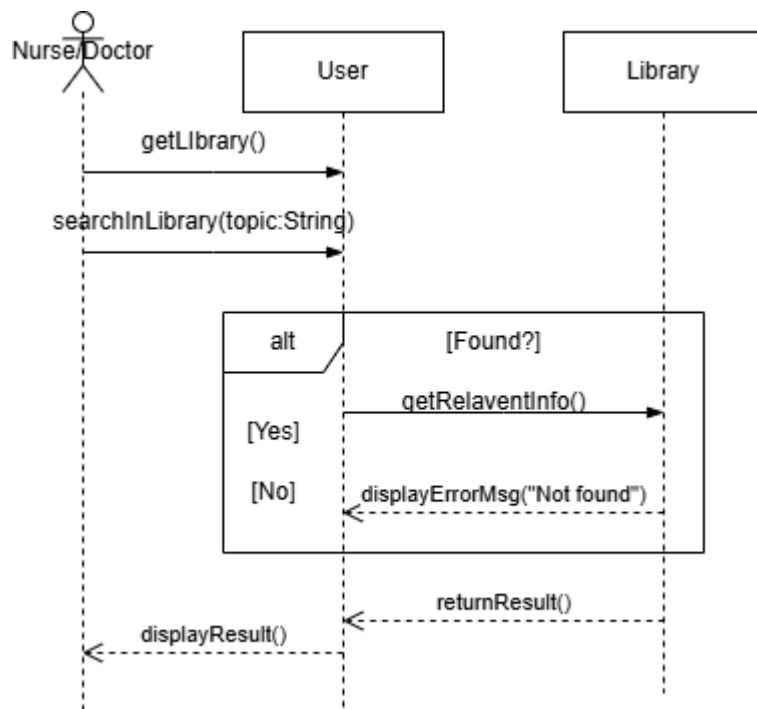 Nurse/Doctor
User
Library
getLIbrary()
searchInLibrary(topic:String)
alt
[Found?]
getRelaventInfo()
[Yes]
[No]
displayErrorMsg("Not found")
returnResult()
displayResult()